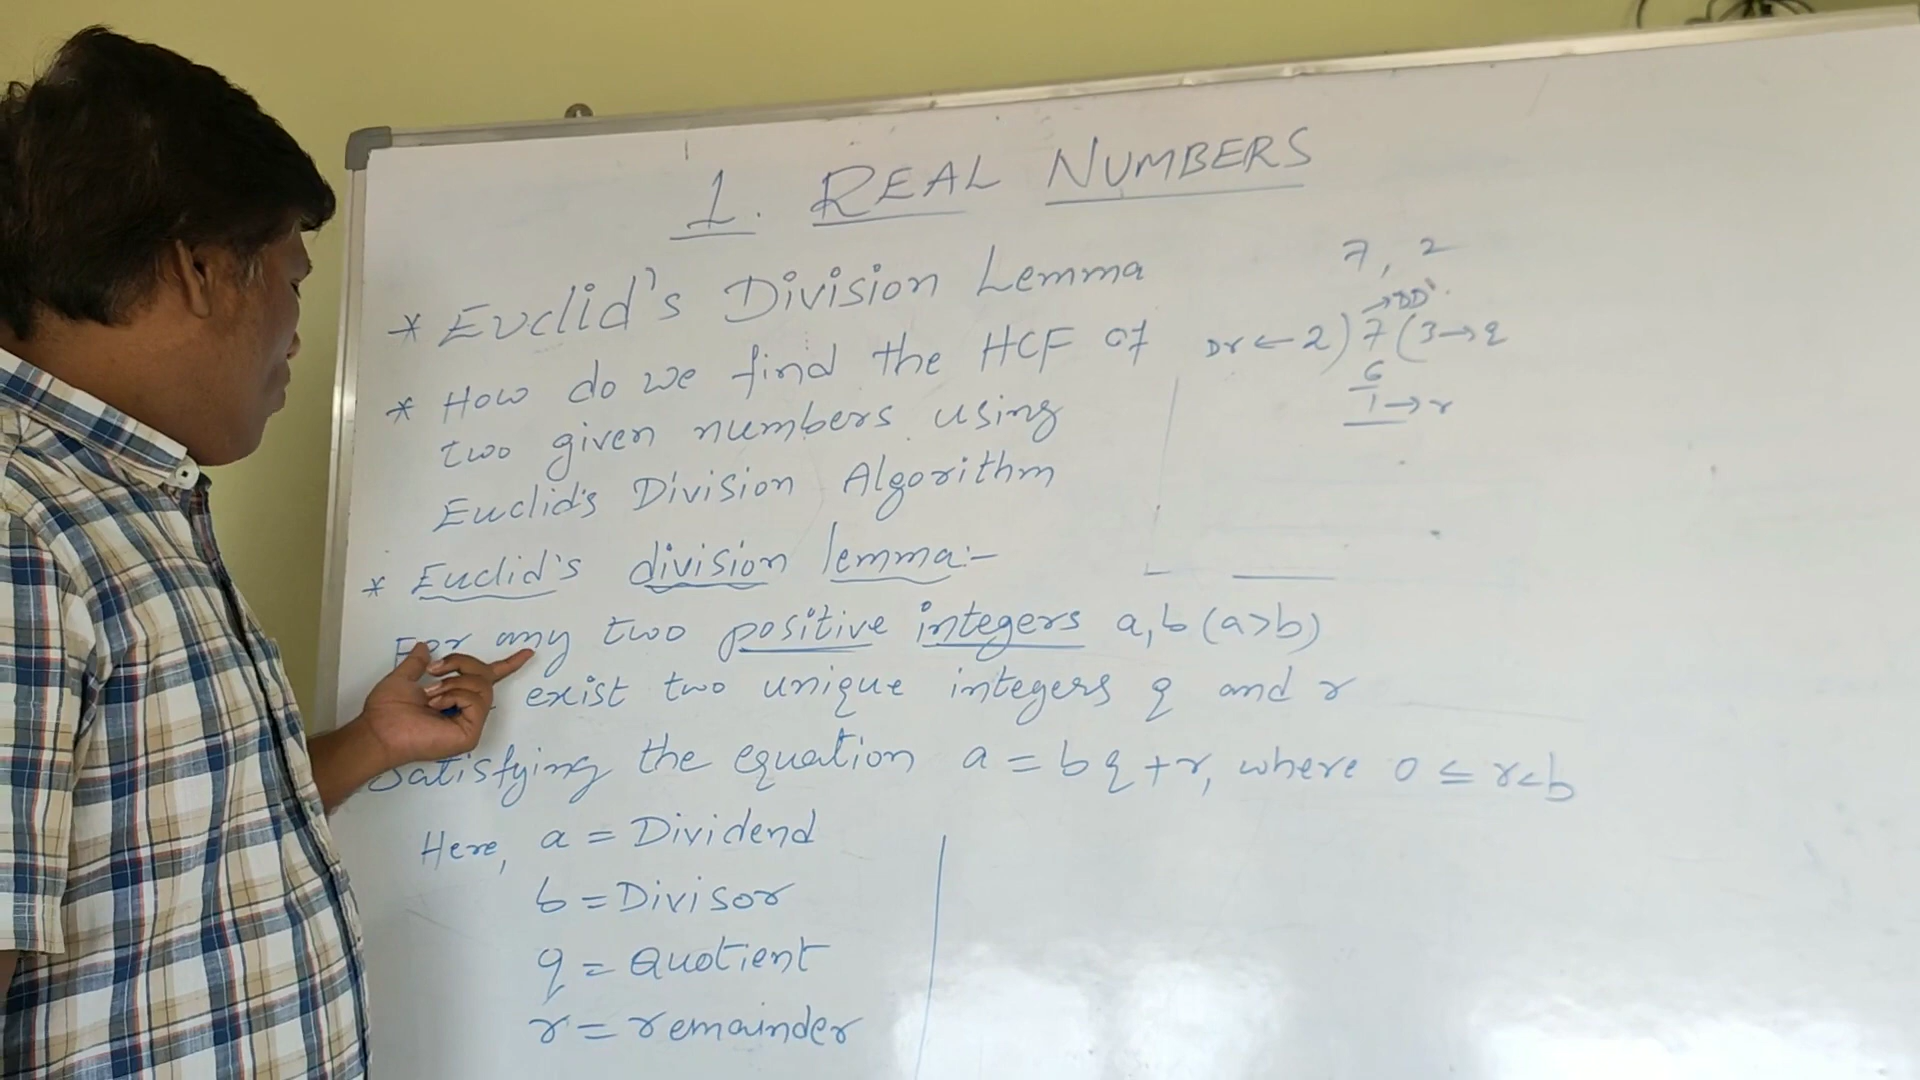 1. REAL NUMBERS
* Euclid's Division Lemma
* How do we find the HCF of
two given numbers using
Euclid's Division Algorithm
* Euclid's division lemma:-
For any two positive integers a, b (a>b)
exist two unique integers q and r
Satisfying the equation a = bq + r, where 0 ≤ r<b
Here, a = Dividend
b = Divisor
q = Quotient
r = remainder
7, 2
→DD
Dr ← 2) 7 (3→q
6
1→r